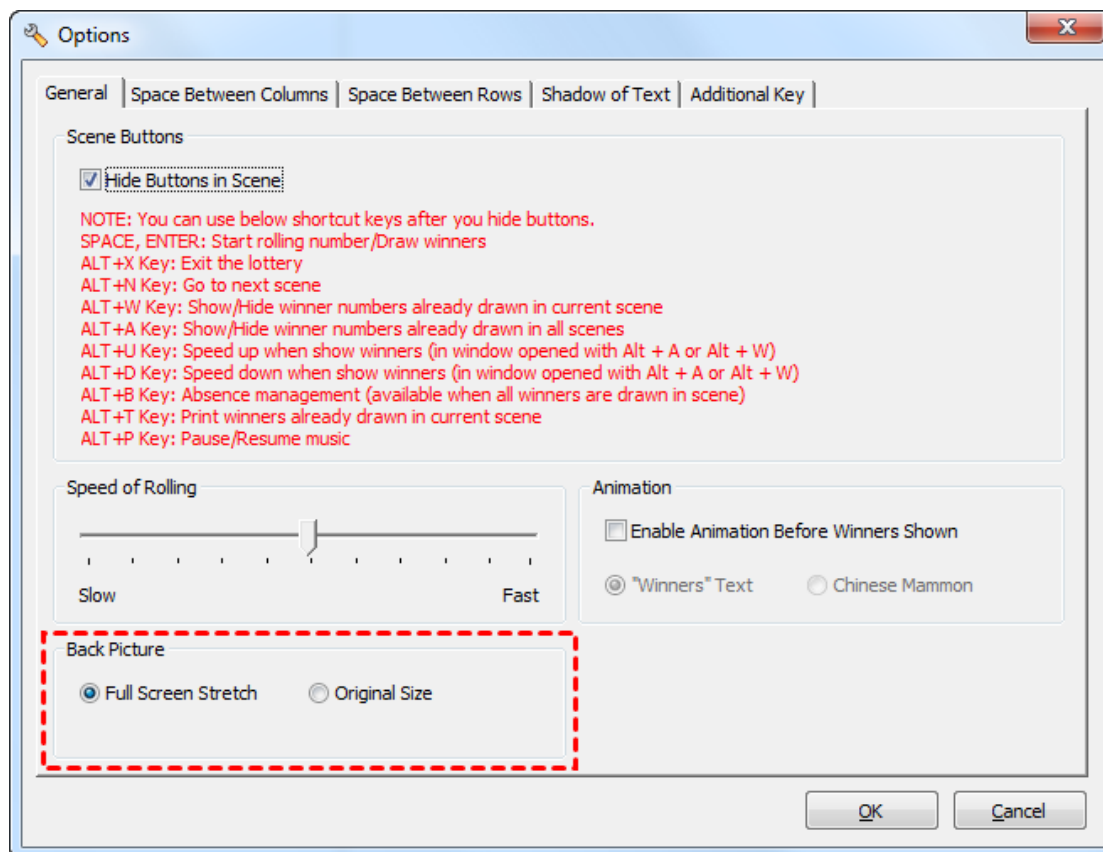 Options
General
Space Between Columns
Space Between Rows
Shadow of Text
Additional Key
Scene Buttons
Hide Buttons in Scene
NOTE: You can use below shortcut keys after you hide buttons.
SPACE, ENTER: Start rolling number/Draw winners
ALT+X Key: Exit the lottery
ALT+N Key: Go to next scene
ALT+W Key: Show/Hide winner numbers already drawn in current scene
ALT+A Key: Show/Hide winner numbers already drawn in all scenes
ALT+U Key: Speed up when show winners (in window opened with Alt + A or Alt + W)
ALT+D Key: Speed down when show winners (in window opened with Alt + A or Alt + W)
ALT+B Key: Absence management (available when all winners are drawn in scene)
ALT+T Key: Print winners already drawn in current scene
ALT+P Key: Pause/Resume music
Speed of Rolling
Slow
Fast
Animation
Enable Animation Before Winners Shown
"Winners" Text
Chinese Mammon
Back Picture
Full Screen Stretch
Original Size
OK
Cancel